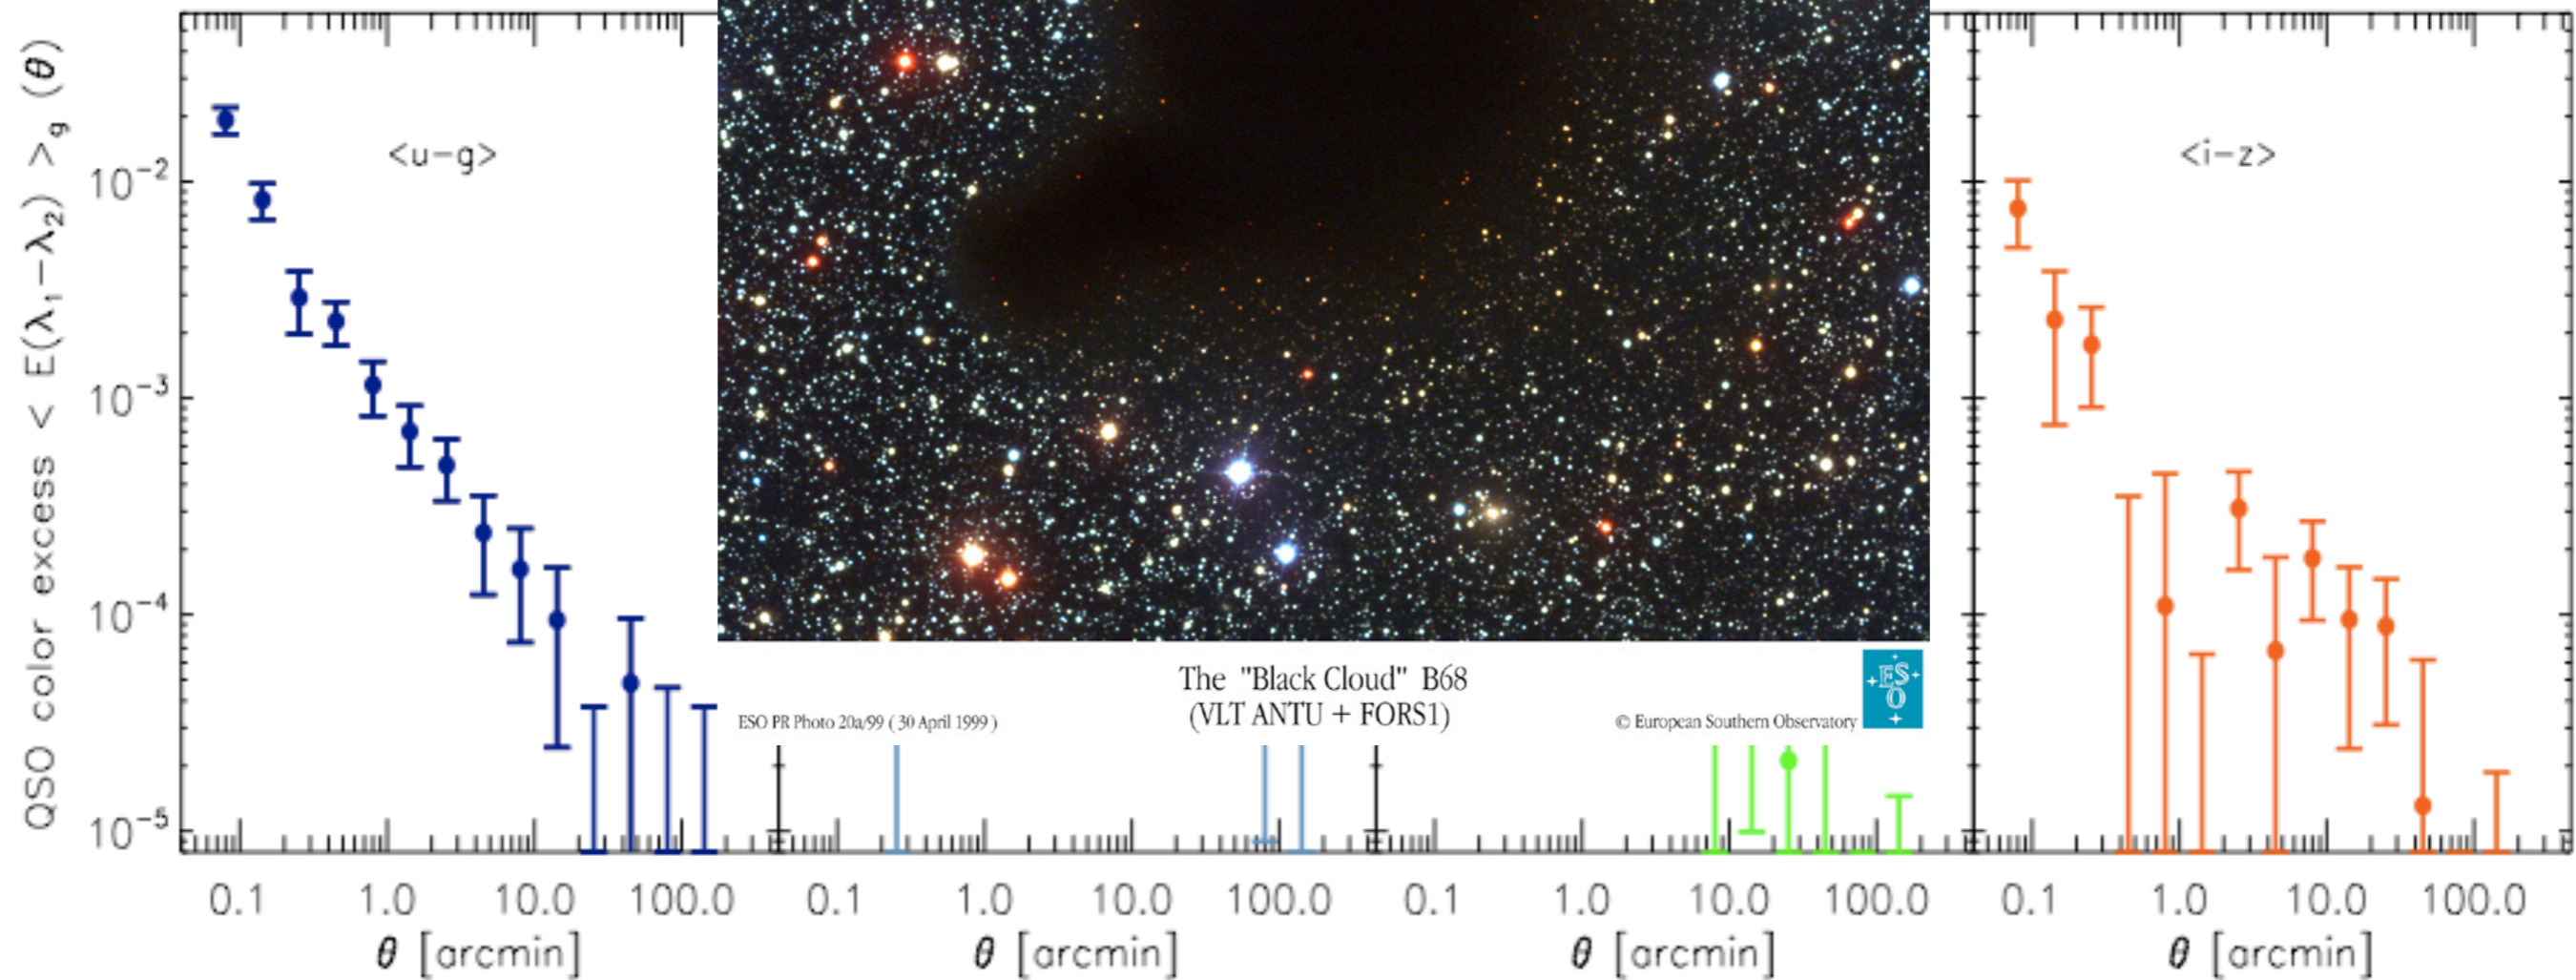 QSO color excess < E(λ₁−λ₂) >g (θ)
10⁻²
10⁻³
10⁻⁴
10⁻⁵
<u−g>
<i−z>
The "Black Cloud" B68
(VLT ANTU + FORS1)
ESO PR Photo 20a/99 ( 30 April 1999 )
© European Southern Observatory
ESO
0.1 1.0 10.0 100.0 0.1 1.0 10.0 100.0 0.1 1.0 10.0 100.0 0.1 1.0 10.0 100.0
θ [arcmin] θ [arcmin] θ [arcmin] θ [arcmin]